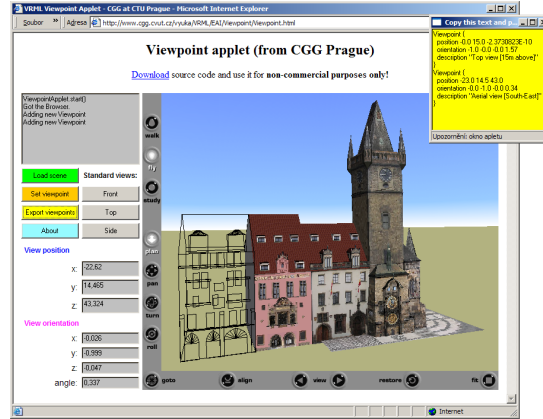 VRML Viewpoint Applet - CGG at CTU Prague - Microsoft Internet Explorer
Soubor » Adresa http://www.cgg.cvut.cz/vyuka/VRML/EAI/Viewpoint/Viewpoint.html
Copy this text and p...
Viewpoint {
position -0.0 15.0 -2.3730823E-10
orientation -1.0 -0.0 -0.0 1.57
description "Top view [15m above]"
}
Viewpoint {
position -23.0 14.5 43.0
orientation -0.0 -1.0 -0.0 0.34
description "Aerial view [South-East]"
}
Upozornění: okno apletu
Viewpoint applet (from CGG Prague)
Download source code and use it for non-commercial purposes only!
ViewpointApplet.start()
Got the Browser.
Adding new Viewpoint
Adding new Viewpoint
Load scene Standard views:
Set viewpoint Front
Export viewpoints Top
About Side
View position
x: -22,62
y: 14,465
z: 43,324
View orientation
x: -0,026
y: -0,999
z: -0,047
angle: 0,337
walk
fly
study
plan
pan
turn
roll
goto align view restore fit
Internet